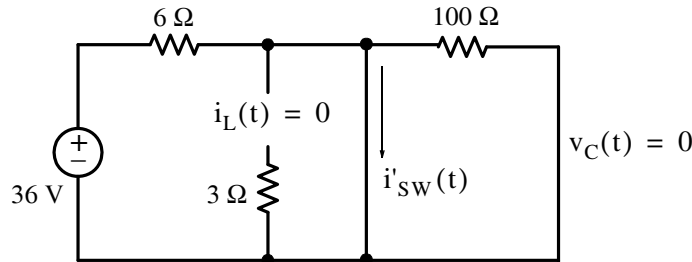 6 Ω
100 Ω
i_L(t) = 0
v_C(t) = 0
+
−
36 V
3 Ω
i'_SW(t)